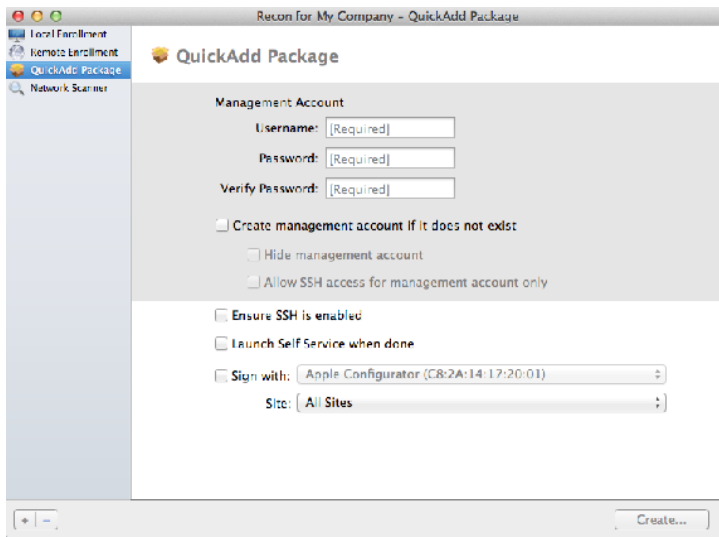 Recon for My Company - QuickAdd Package
Local Enrollment
Remote Enrollment
QuickAdd Package
Network Scanner
QuickAdd Package
Management Account
Username: [Required]
Password: [Required]
Verify Password: [Required]
Create management account if it does not exist
Hide management account
Allow SSH access for management account only
Ensure SSH is enabled
Launch Self Service when done
Sign with: Apple Configurator (C8:2A:14:17:20:01)
Site: All Sites
+ -
Create...